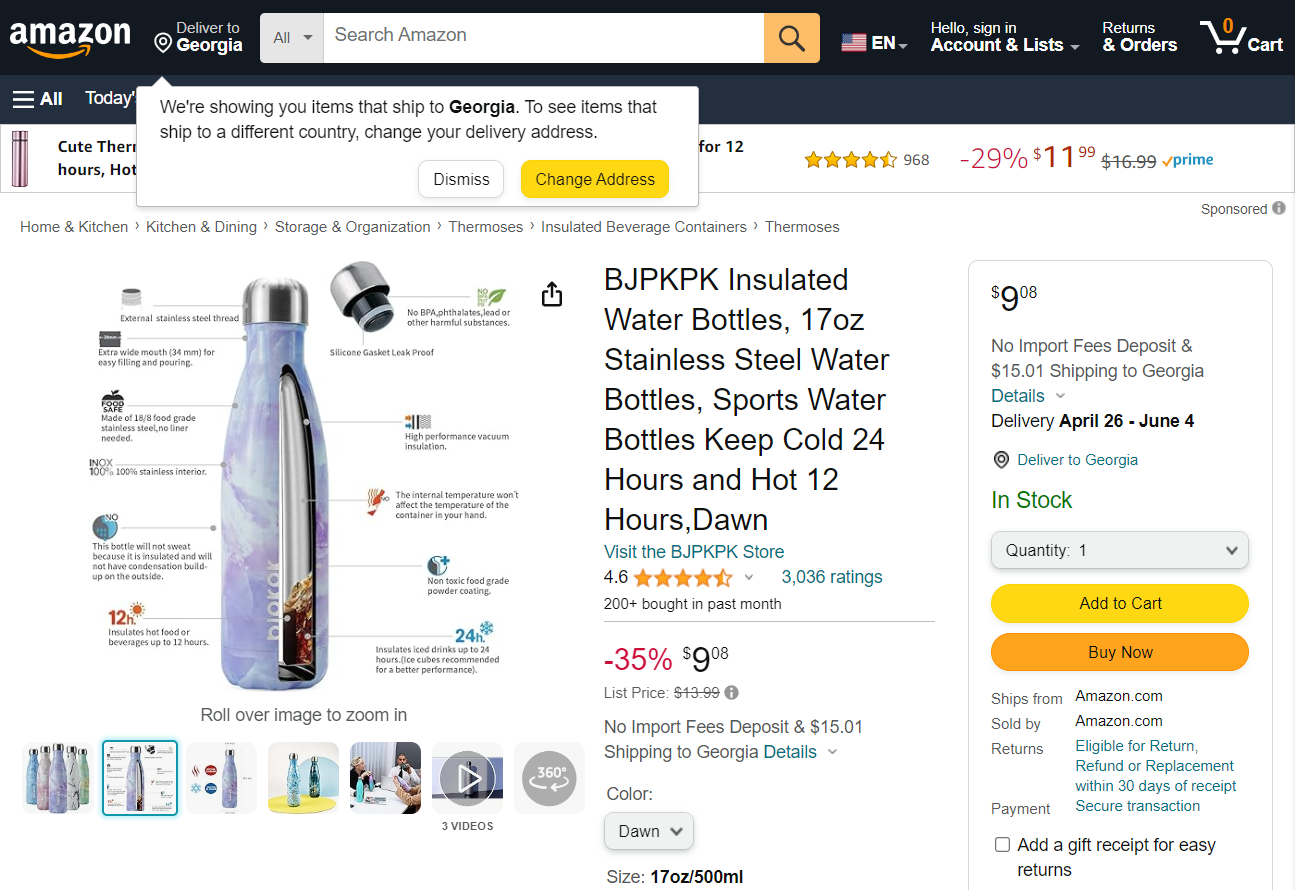 amazon
Deliver to
Georgia
All
Search Amazon
EN
Hello, sign in
Account & Lists
Returns
& Orders
0
Cart
All
Today'
We're showing you items that ship to Georgia. To see items that
ship to a different country, change your delivery address.
Dismiss
Change Address
Cute Ther
for 12
hours, Hot
968
-29% $11 99 $16.99 prime
Sponsored
Home & Kitchen › Kitchen & Dining › Storage & Organization › Thermoses › Insulated Beverage Containers › Thermoses
External stainless steel thread
No BPA,phthalates,lead or
other harmful substances.
Silicone Gasket Leak Proof
Extra wide mouth (34 mm) for
easy filling and pouring.
FOOD
SAFE
Made of 18/8 food grade
stainless steel,no liner
needed.
High performance vacuum
insulation.
INOX
100% 100% stainless interior.
NO
The internal temperature won't
affect the temperature of the
container in your hand.
NO
This bottle will not sweat
because it is insulated and will
not have condensation build-
up on the outside.
Non toxic food grade
powder coating.
12h.
Insulates hot food or
beverages up to 12 hours.
24h.
Insulates iced drinks up to 24
hours.(Ice cubes recommended
for a better performance).
bjpkpk
Roll over image to zoom in
360°
3 VIDEOS
BJPKPK Insulated
Water Bottles, 17oz
Stainless Steel Water
Bottles, Sports Water
Bottles Keep Cold 24
Hours and Hot 12
Hours,Dawn
Visit the BJPKPK Store
4.6
3,036 ratings
200+ bought in past month
-35% $9 08
List Price: $13.99
No Import Fees Deposit & $15.01
Shipping to Georgia Details
Color:
Dawn
Size: 17oz/500ml
$9 08
No Import Fees Deposit &
$15.01 Shipping to Georgia
Details
Delivery April 26 - June 4
Deliver to Georgia
In Stock
Quantity: 1
Add to Cart
Buy Now
Ships from Amazon.com
Sold by Amazon.com
Returns Eligible for Return,
Refund or Replacement
within 30 days of receipt
Payment Secure transaction
Add a gift receipt for easy
returns